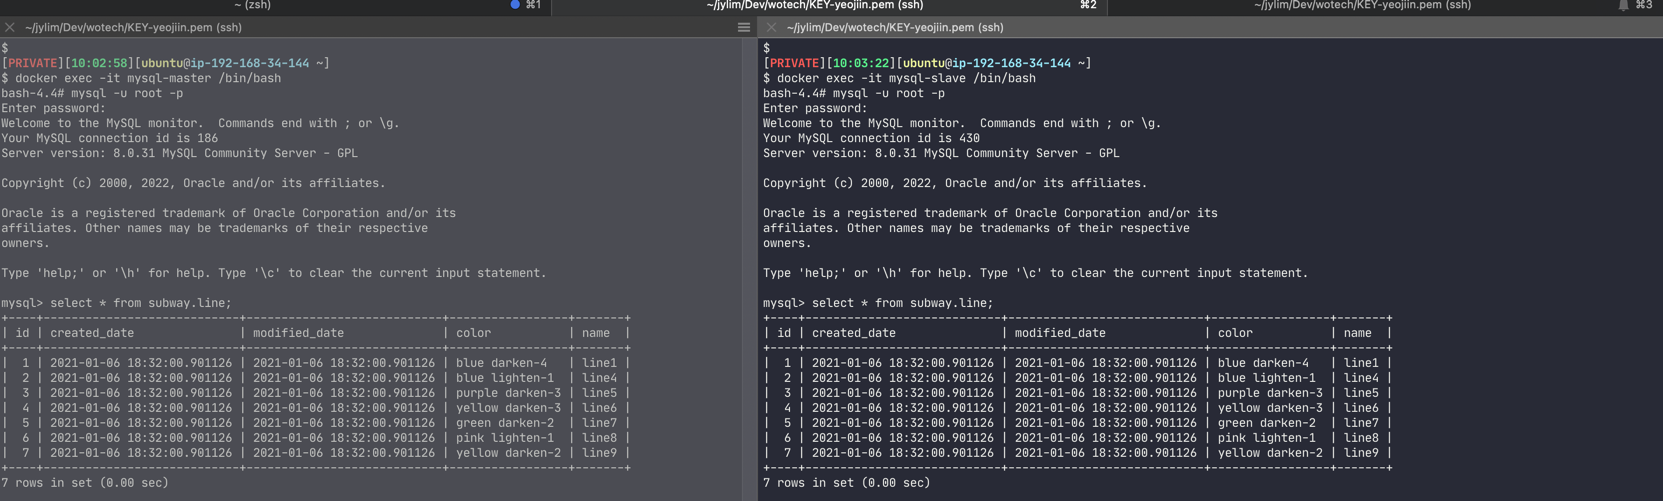 ~ (zsh)
⌘1
~/jylim/Dev/wotech/KEY-yeojiin.pem (ssh)
⌘2
~/jylim/Dev/wotech/KEY-yeojiin.pem (ssh)
⌘3
~/jylim/Dev/wotech/KEY-yeojiin.pem (ssh)
$
[PRIVATE][10:02:58][ubuntu@ip-192-168-34-144 ~]
$ docker exec -it mysql-master /bin/bash
bash-4.4# mysql -u root -p
Enter password:
Welcome to the MySQL monitor.  Commands end with ; or \g.
Your MySQL connection id is 186
Server version: 8.0.31 MySQL Community Server - GPL
Copyright (c) 2000, 2022, Oracle and/or its affiliates.
Oracle is a registered trademark of Oracle Corporation and/or its
affiliates. Other names may be trademarks of their respective
owners.
Type 'help;' or '\h' for help. Type '\c' to clear the current input statement.
mysql> select * from subway.line;
+----+----------------------------+----------------------------+-----------------+-------+
| id | created_date               | modified_date              | color           | name  |
+----+----------------------------+----------------------------+-----------------+-------+
|  1 | 2021-01-06 18:32:00.901126 | 2021-01-06 18:32:00.901126 | blue darken-4   | line1 |
|  2 | 2021-01-06 18:32:00.901126 | 2021-01-06 18:32:00.901126 | blue lighten-1  | line4 |
|  3 | 2021-01-06 18:32:00.901126 | 2021-01-06 18:32:00.901126 | purple darken-3 | line5 |
|  4 | 2021-01-06 18:32:00.901126 | 2021-01-06 18:32:00.901126 | yellow darken-3 | line6 |
|  5 | 2021-01-06 18:32:00.901126 | 2021-01-06 18:32:00.901126 | green darken-2  | line7 |
|  6 | 2021-01-06 18:32:00.901126 | 2021-01-06 18:32:00.901126 | pink lighten-1  | line8 |
|  7 | 2021-01-06 18:32:00.901126 | 2021-01-06 18:32:00.901126 | yellow darken-2 | line9 |
+----+----------------------------+----------------------------+-----------------+-------+
7 rows in set (0.00 sec)
~/jylim/Dev/wotech/KEY-yeojiin.pem (ssh)
$
[PRIVATE][10:03:22][ubuntu@ip-192-168-34-144 ~]
$ docker exec -it mysql-slave /bin/bash
bash-4.4# mysql -u root -p
Enter password:
Welcome to the MySQL monitor.  Commands end with ; or \g.
Your MySQL connection id is 430
Server version: 8.0.31 MySQL Community Server - GPL
Copyright (c) 2000, 2022, Oracle and/or its affiliates.
Oracle is a registered trademark of Oracle Corporation and/or its
affiliates. Other names may be trademarks of their respective
owners.
Type 'help;' or '\h' for help. Type '\c' to clear the current input statement.
mysql> select * from subway.line;
+----+----------------------------+----------------------------+-----------------+-------+
| id | created_date               | modified_date              | color           | name  |
+----+----------------------------+----------------------------+-----------------+-------+
|  1 | 2021-01-06 18:32:00.901126 | 2021-01-06 18:32:00.901126 | blue darken-4   | line1 |
|  2 | 2021-01-06 18:32:00.901126 | 2021-01-06 18:32:00.901126 | blue lighten-1  | line4 |
|  3 | 2021-01-06 18:32:00.901126 | 2021-01-06 18:32:00.901126 | purple darken-3 | line5 |
|  4 | 2021-01-06 18:32:00.901126 | 2021-01-06 18:32:00.901126 | yellow darken-3 | line6 |
|  5 | 2021-01-06 18:32:00.901126 | 2021-01-06 18:32:00.901126 | green darken-2  | line7 |
|  6 | 2021-01-06 18:32:00.901126 | 2021-01-06 18:32:00.901126 | pink lighten-1  | line8 |
|  7 | 2021-01-06 18:32:00.901126 | 2021-01-06 18:32:00.901126 | yellow darken-2 | line9 |
+----+----------------------------+----------------------------+-----------------+-------+
7 rows in set (0.00 sec)